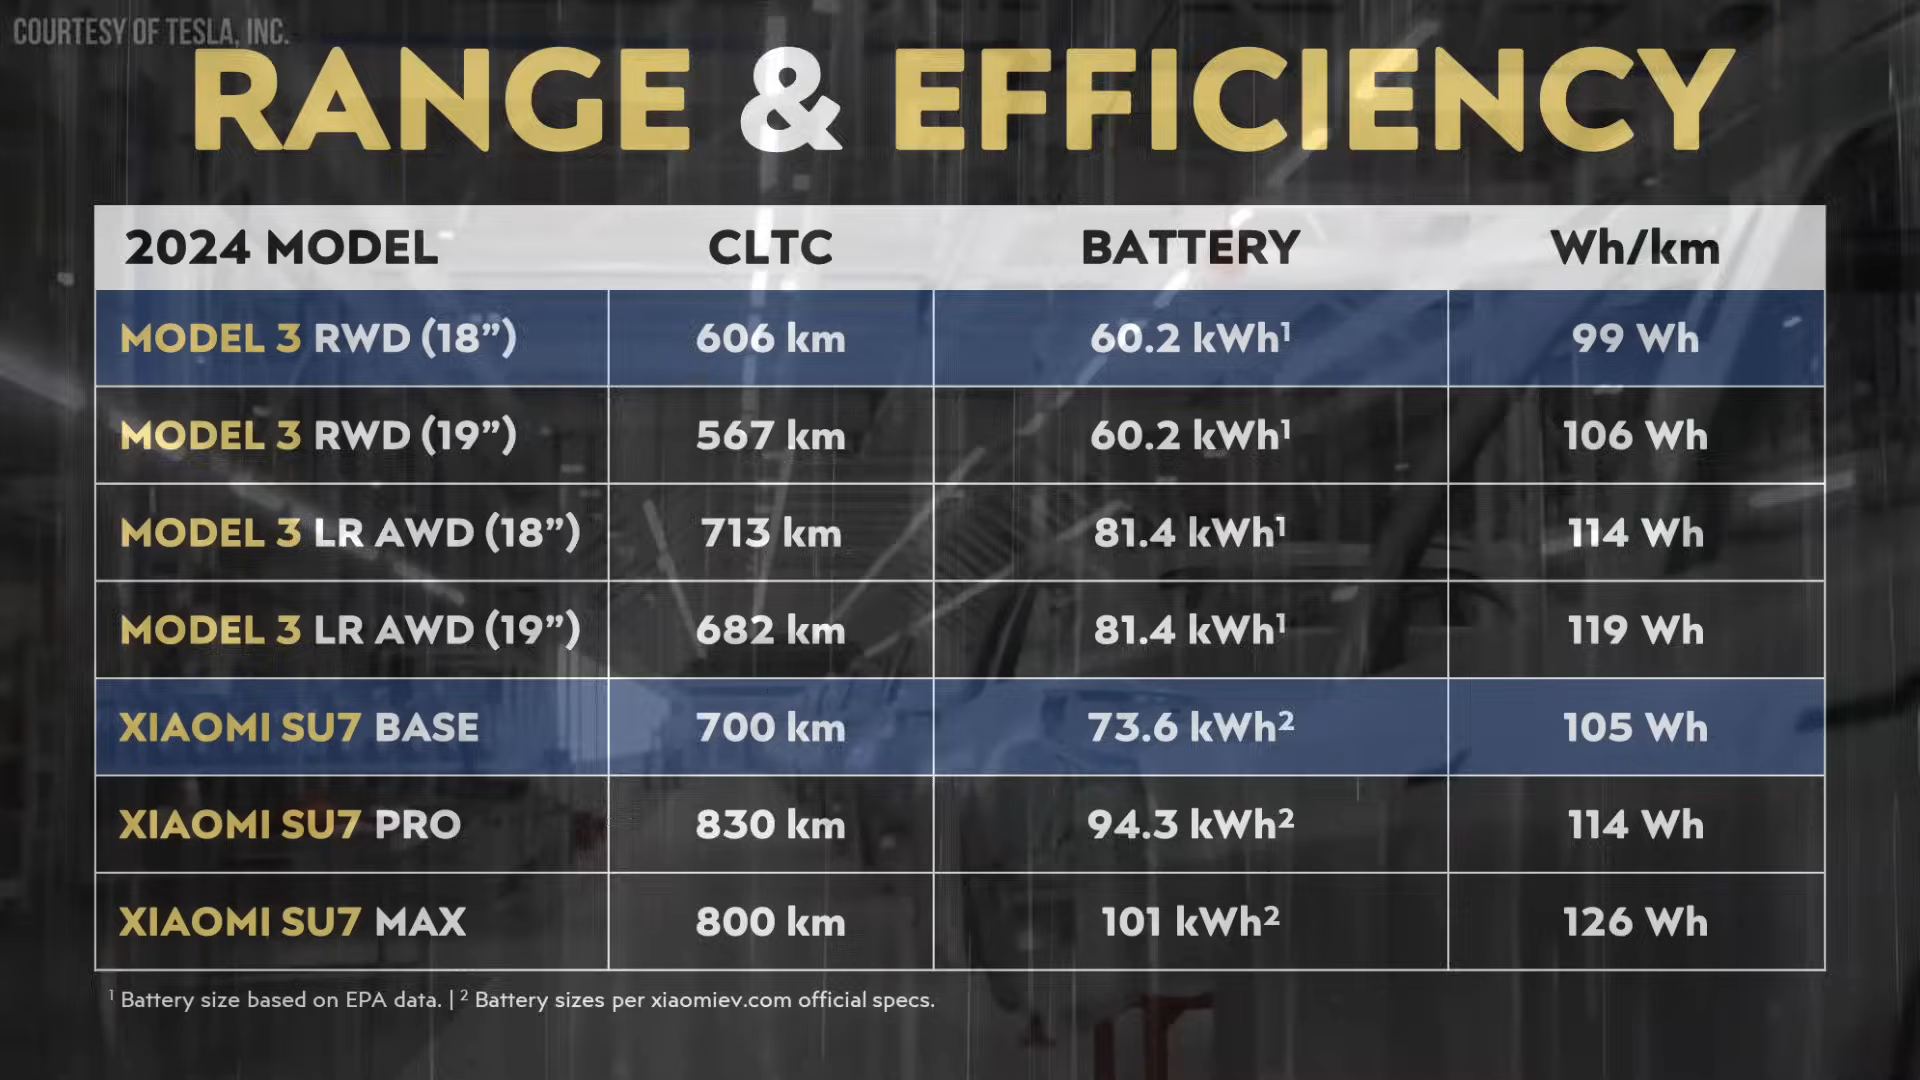 COURTESY OF TESLA, INC.
RANGE & EFFICIENCY
2024 MODEL CLTC BATTERY Wh/km
MODEL 3 RWD (18”) 606 km 60.2 kWh¹ 99 Wh
MODEL 3 RWD (19”) 567 km 60.2 kWh¹ 106 Wh
MODEL 3 LR AWD (18”) 713 km 81.4 kWh¹ 114 Wh
MODEL 3 LR AWD (19”) 682 km 81.4 kWh¹ 119 Wh
XIAOMI SU7 BASE 700 km 73.6 kWh² 105 Wh
XIAOMI SU7 PRO 830 km 94.3 kWh² 114 Wh
XIAOMI SU7 MAX 800 km 101 kWh² 126 Wh
¹ Battery size based on EPA data. | ² Battery sizes per xiaomiev.com official specs.